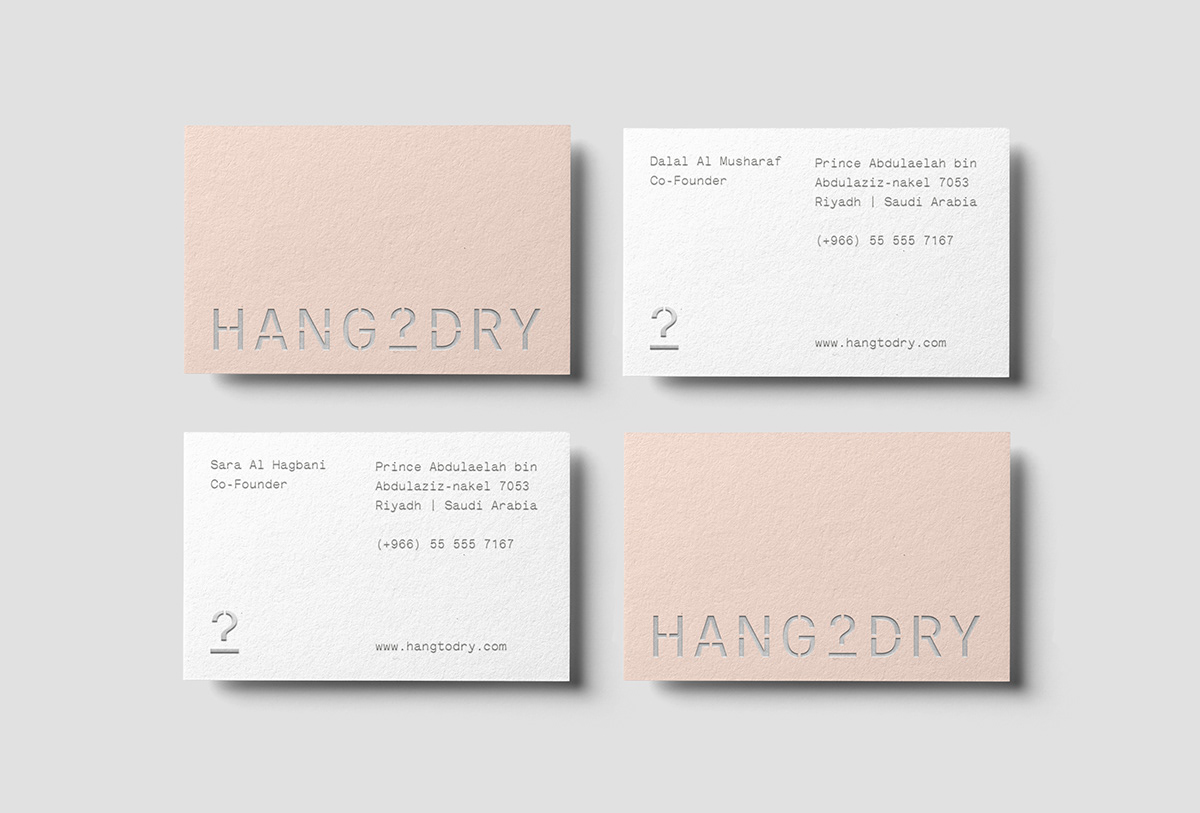 HANG2DRY
Dalal Al Musharaf
Co-Founder
Prince Abdulaelah bin
Abdulaziz-nakel 7053
Riyadh | Saudi Arabia
(+966) 55 555 7167
2
www.hangtodry.com
Sara Al Hagbani
Co-Founder
Prince Abdulaelah bin
Abdulaziz-nakel 7053
Riyadh | Saudi Arabia
(+966) 55 555 7167
2
www.hangtodry.com
HANG2DRY